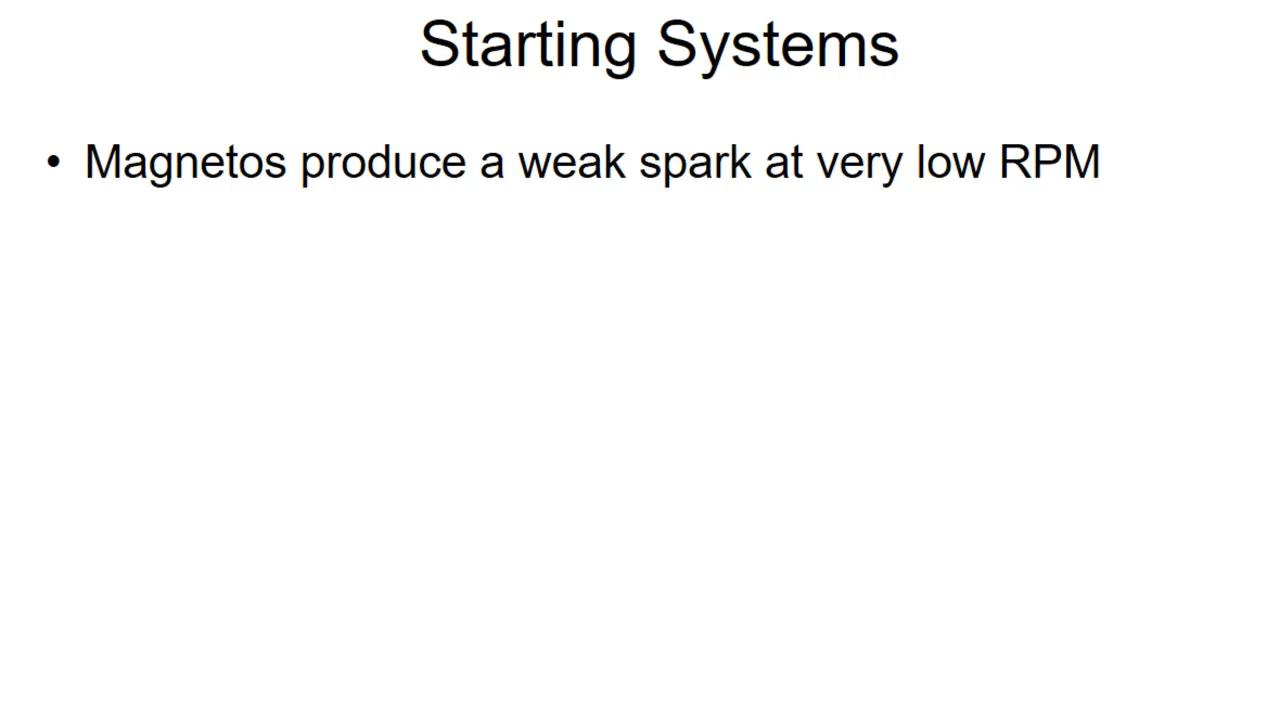 Starting Systems
• Magnetos produce a weak spark at very low RPM